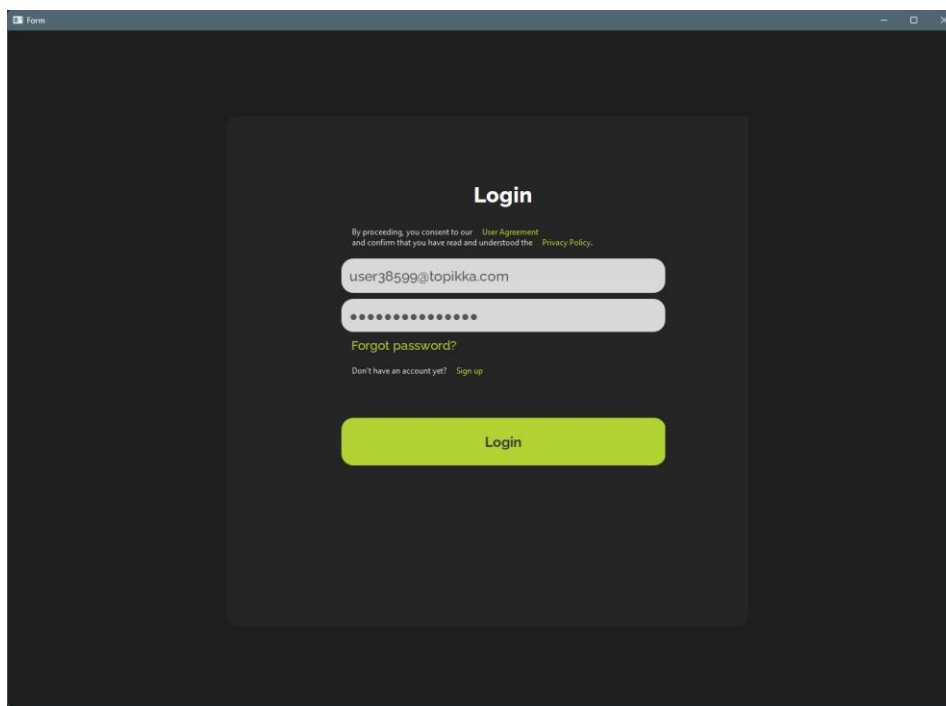 Form
Login
By proceeding, you consent to our User Agreement
and confirm that you have read and understood the Privacy Policy.
user38599@topikka.com
●●●●●●●●●●●●●●●
Forgot password?
Don't have an account yet? Sign up
Login